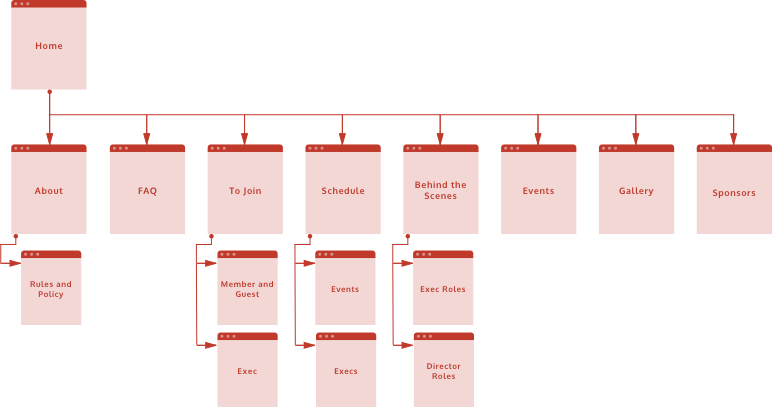 Home
About
FAQ
To Join
Schedule
Behind the
Scenes
Events
Gallery
Sponsors
Rules and
Policy
Member and
Guest
Events
Exec Roles
Exec
Execs
Director
Roles